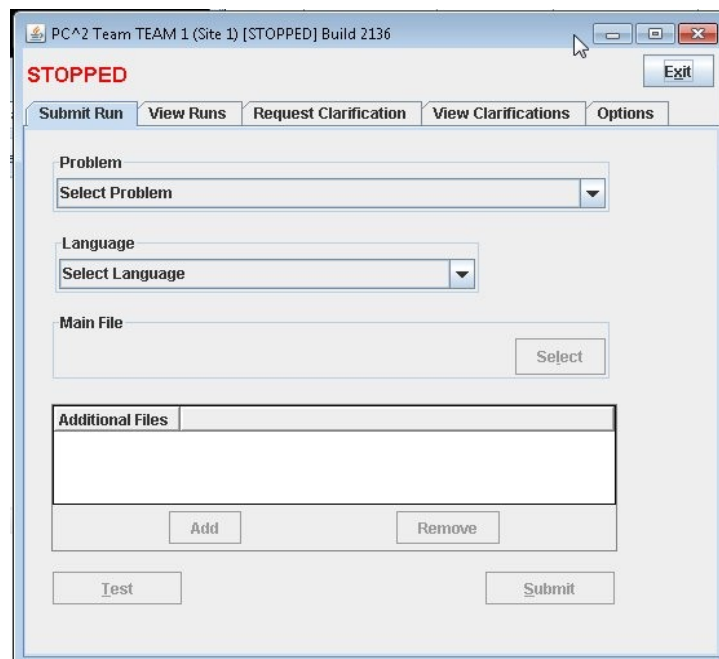 PC^2 Team TEAM 1 (Site 1) [STOPPED] Build 2136
STOPPED
Exit
Submit Run View Runs Request Clarification View Clarifications Options
Problem
Select Problem
Language
Select Language
Main File
Select
Additional Files
Add Remove
Test Submit